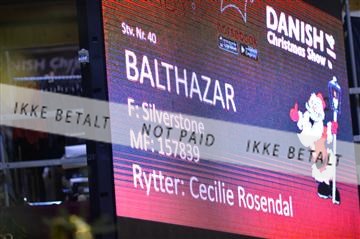 Stv. Nr. 40
DANISH
Christmas Show
BALTHAZAR
F: Silverstone
MF: 157839
Rytter: Cecilie Rosendal
IKKE BETALT
NOT PAID
IKKE BETALT